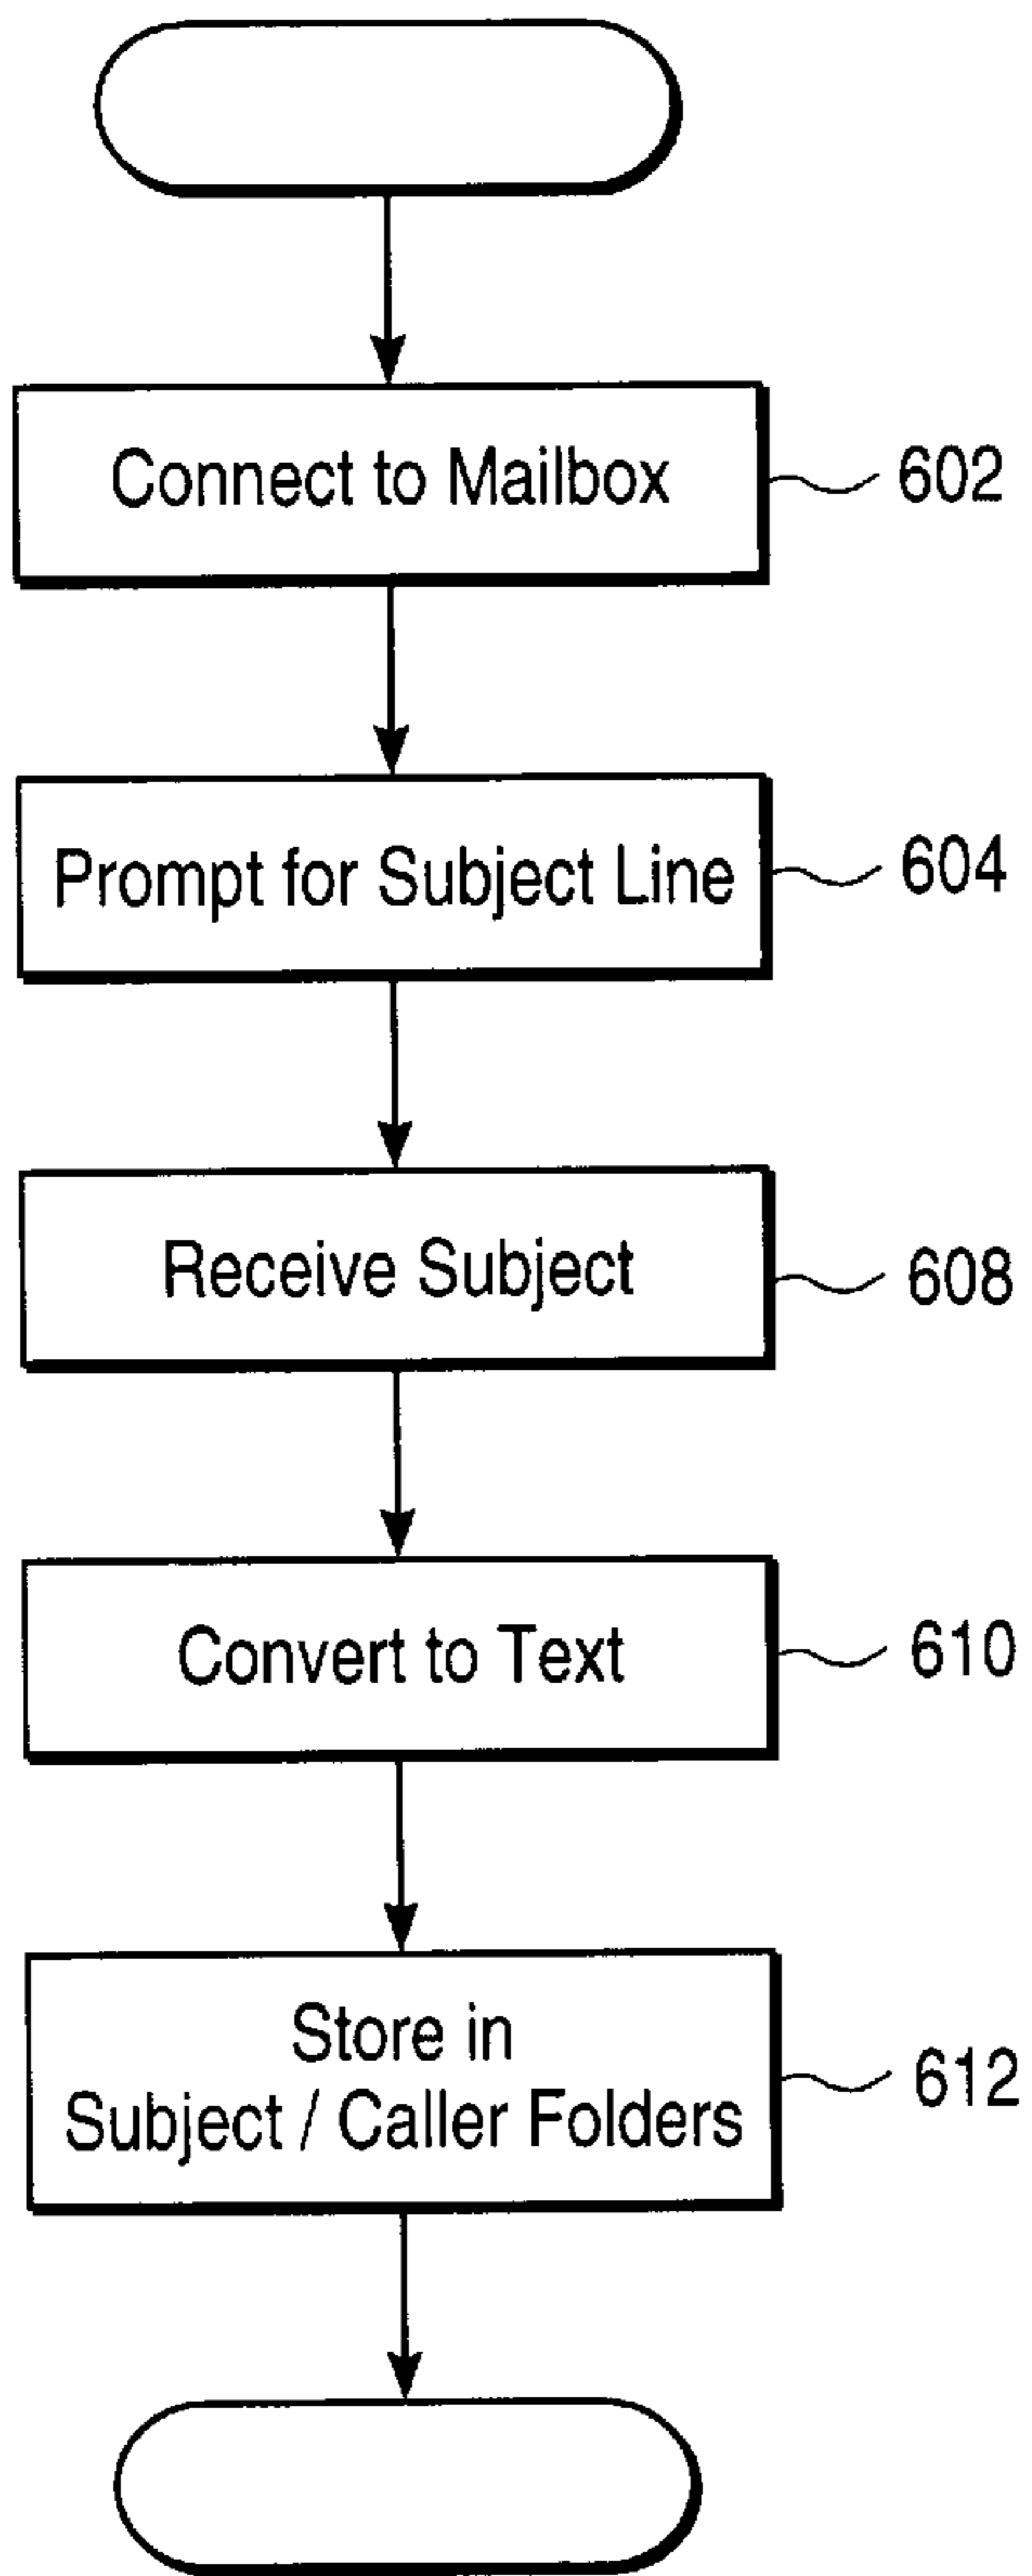 Connect to Mailbox
602
Prompt for Subject Line
604
Receive Subject
608
Convert to Text
610
Store in
Subject / Caller Folders
612